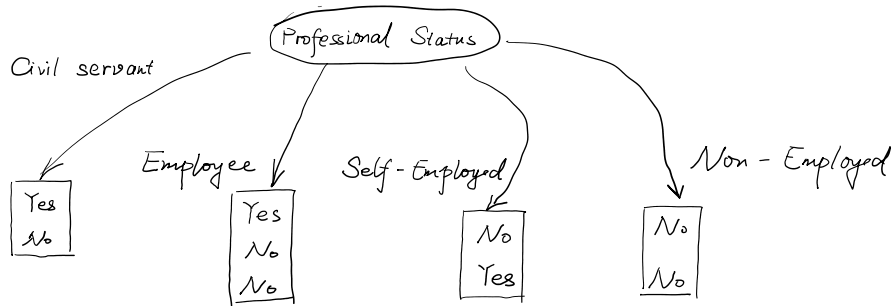 Professional Status
Civil servant
Employee
Self-Employed
Non-Employed
Yes
No
Yes
No
No
No
Yes
No
No